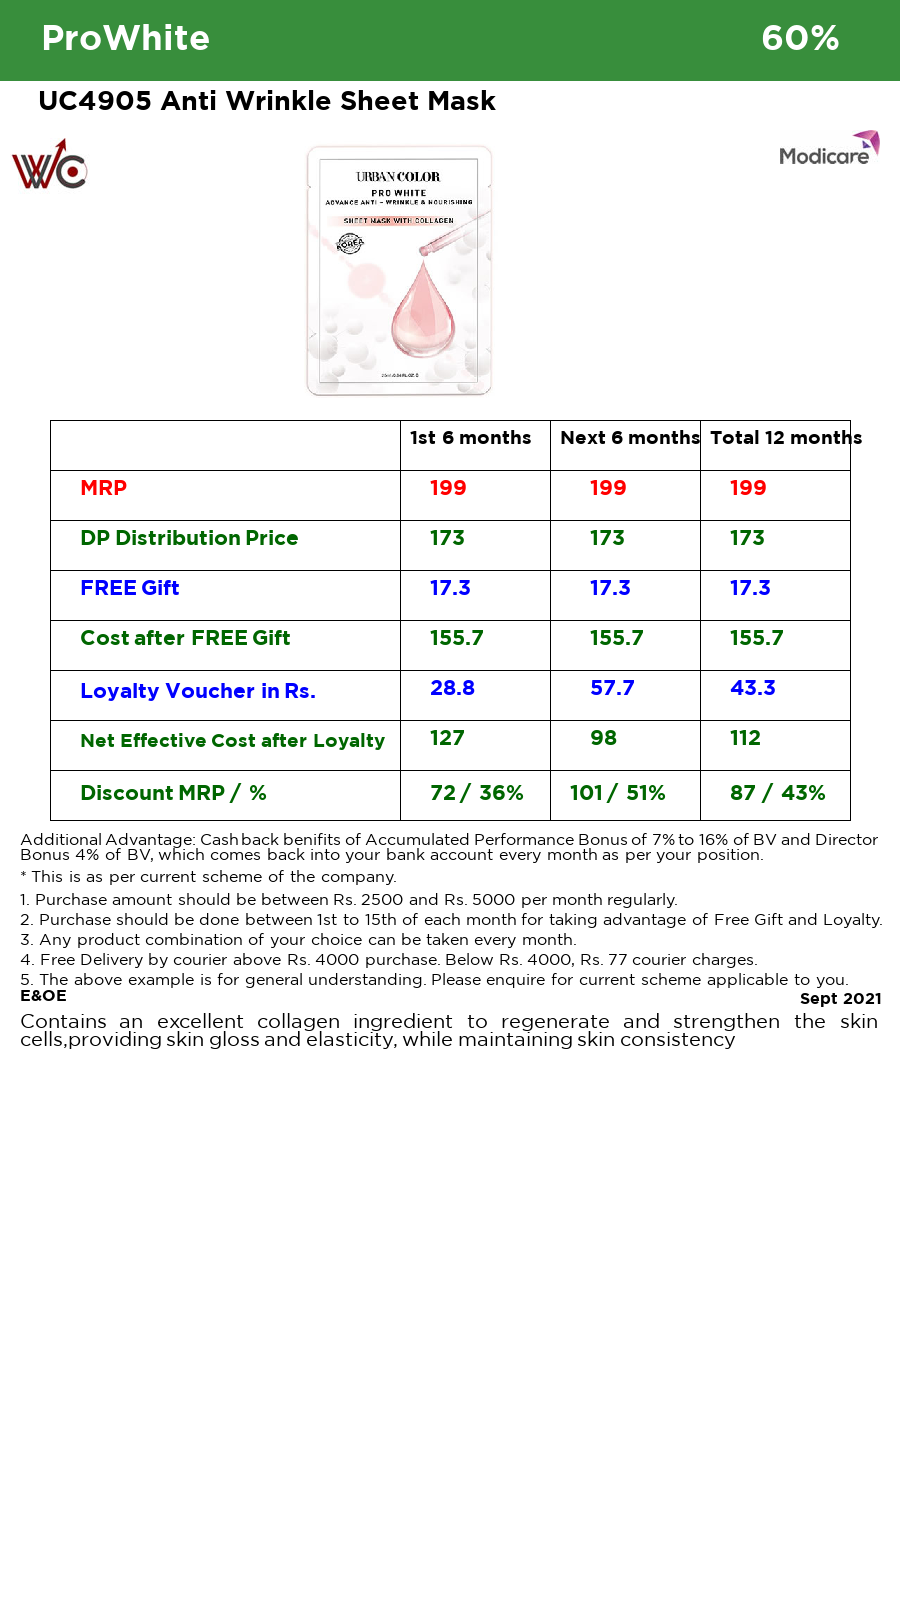 ProWhite 60%
UC4905 Anti Wrinkle Sheet Mask
WC
Modicare
URBAN COLOR
PRO WHITE
ADVANCE ANTI - WRINKLE & NOURISHING
SHEET MASK WITH COLLAGEN
KOREA
1st 6 months Next 6 months Total 12 months
MRP 199 199 199
DP Distribution Price 173 173 173
FREE Gift 17.3 17.3 17.3
Cost after FREE Gift 155.7 155.7 155.7
Loyalty Voucher in Rs. 28.8 57.7 43.3
Net Effective Cost after Loyalty 127 98 112
Discount MRP / % 72 / 36% 101 / 51% 87 / 43%
Additional Advantage: Cash back benifits of Accumulated Performance Bonus of 7% to 16% of BV and Director
Bonus 4% of BV, which comes back into your bank account every month as per your position.
* This is as per current scheme of the company.
1. Purchase amount should be between Rs. 2500 and Rs. 5000 per month regularly.
2. Purchase should be done between 1st to 15th of each month for taking advantage of Free Gift and Loyalty.
3. Any product combination of your choice can be taken every month.
4. Free Delivery by courier above Rs. 4000 purchase. Below Rs. 4000, Rs. 77 courier charges.
5. The above example is for general understanding. Please enquire for current scheme applicable to you.
E&OE
Sept 2021
Contains an excellent collagen ingredient to regenerate and strengthen the skin
cells,providing skin gloss and elasticity, while maintaining skin consistency